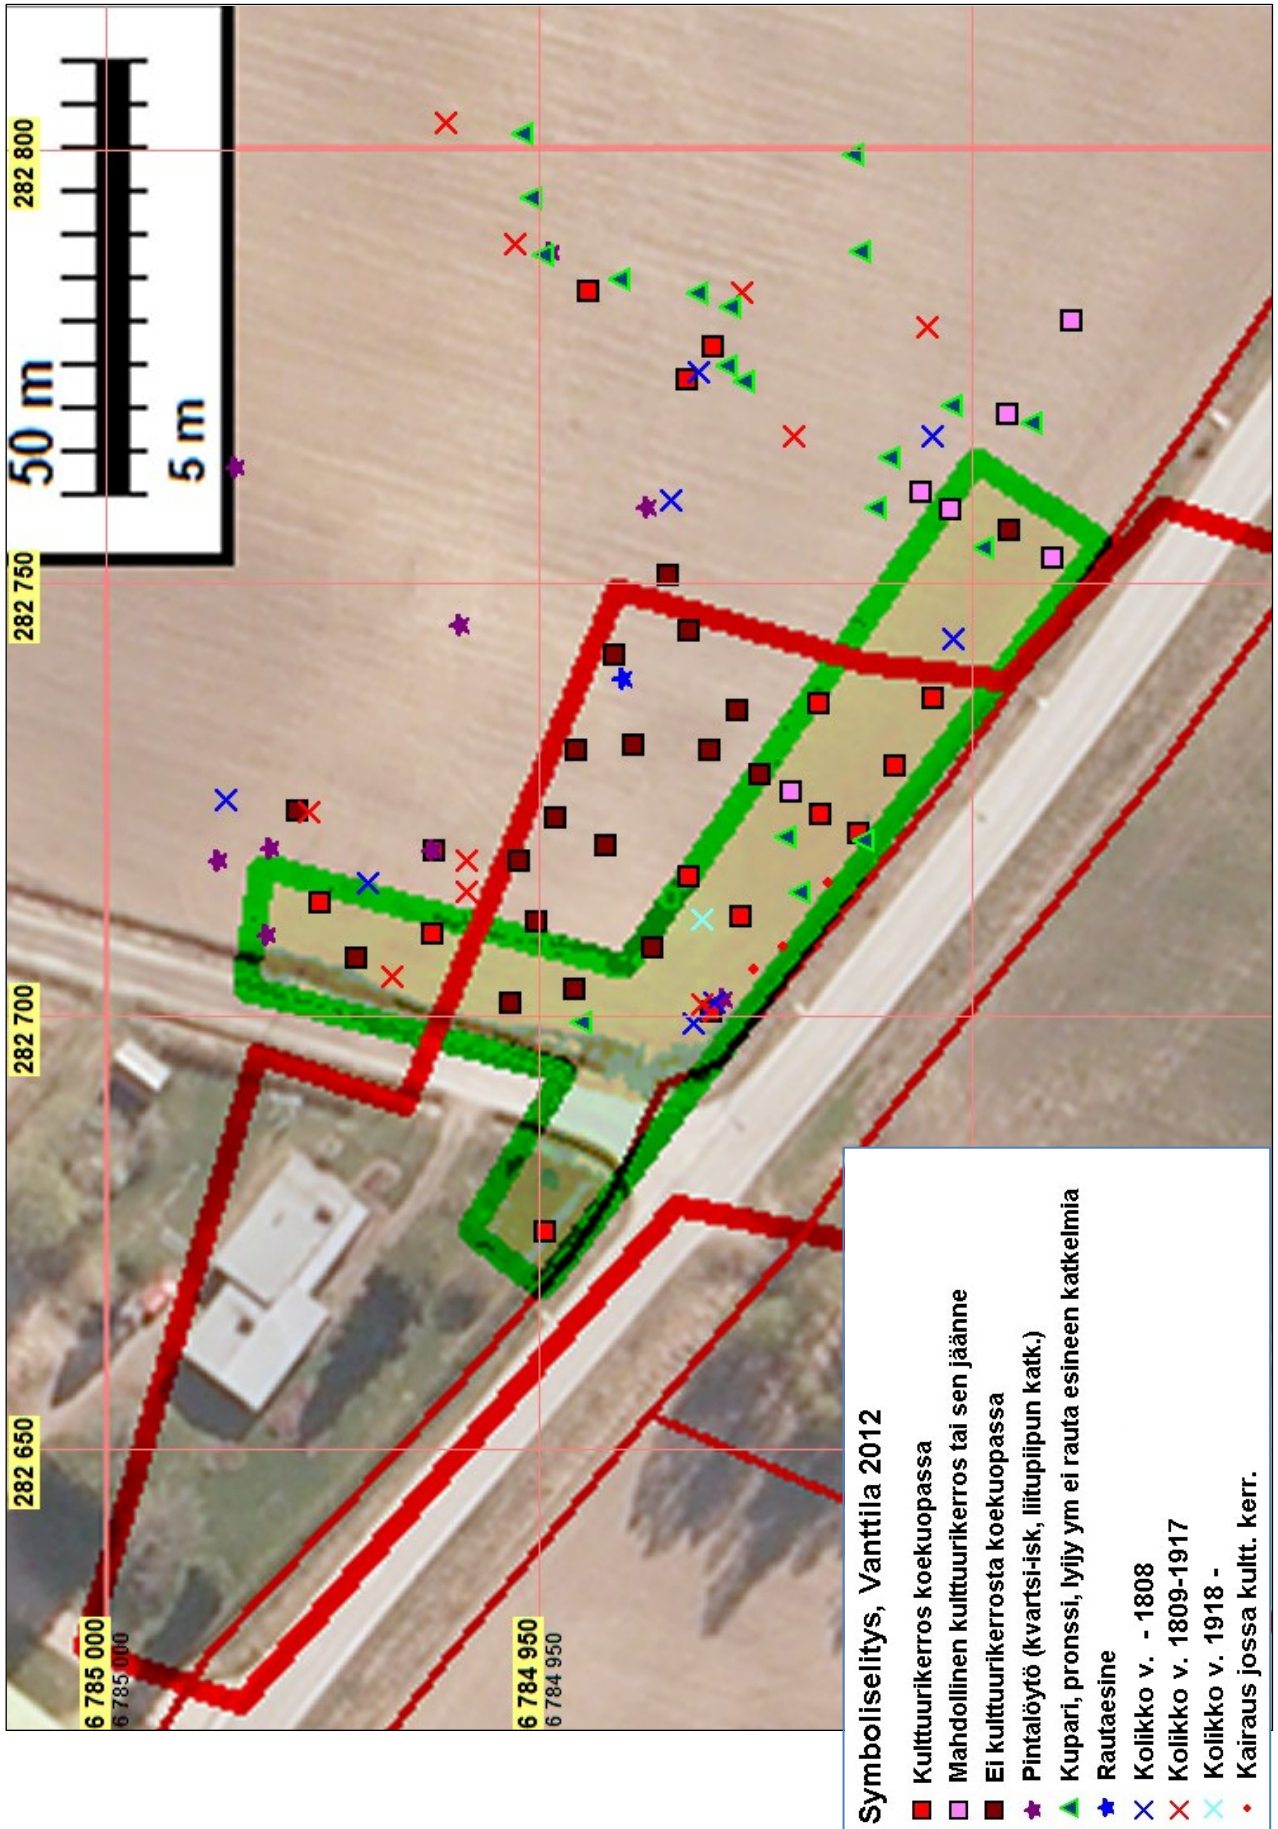 50 m
5 m
282 800
282 750
282 700
282 650
6 785 000
6 785 000
6 784 950
6 784 950
Symboliselitys, Vanttila 2012
Kulttuurikerros koekuopassa
Mahdollinen kulttuurikerros tai sen jäänne
Ei kulttuurikerrosta koekuopassa
Pintalöytö (kvartsi-isk, liitupiipun katk.)
Kupari, pronssi, lyijy ym ei rauta esineen katkelmia
Rautaesine
Kolikko v. - 1808
Kolikko v. 1809-1917
Kolikko v. 1918 -
Kairaus jossa kultt. kerr.